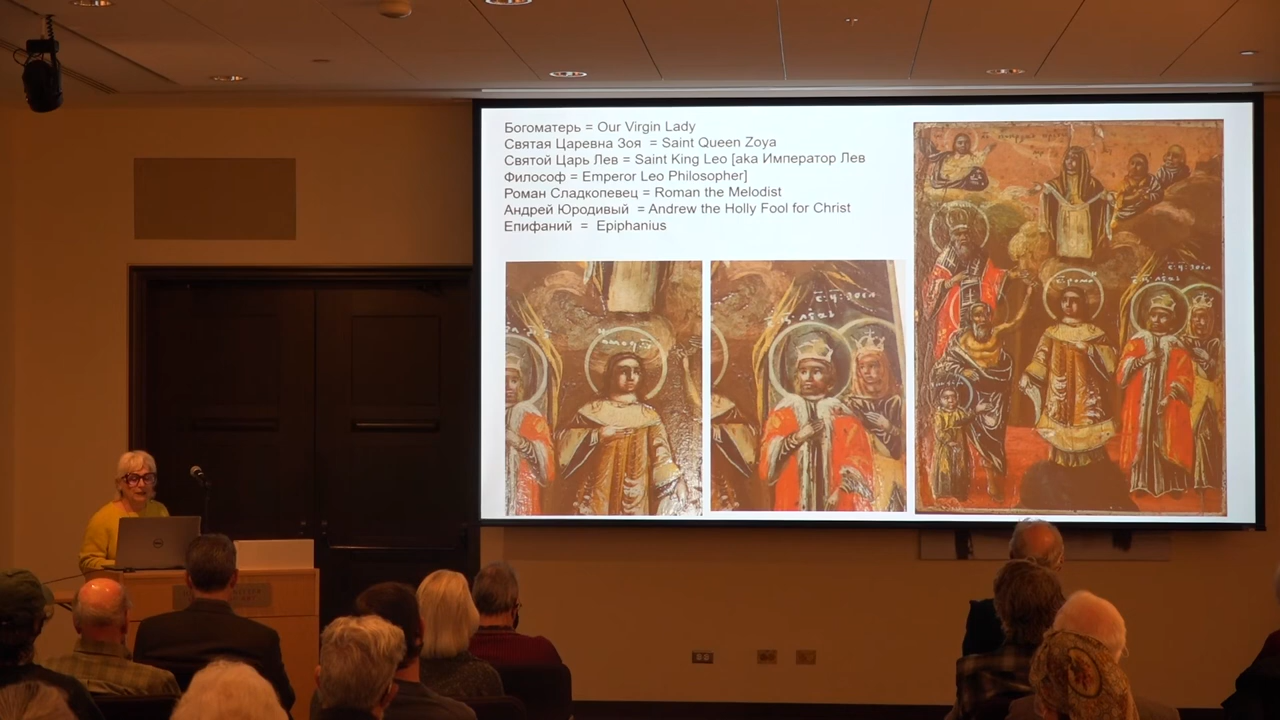 Богоматерь = Our Virgin Lady
Святая Царевна Зоя = Saint Queen Zoya
Святой Царь Лев = Saint King Leo [aka Император Лев
Философ = Emperor Leo Philosopher]
Роман Сладкопевец = Roman the Melodist
Андрей Юродивый = Andrew the Holly Fool for Christ
Епифаний = Epiphanius
DELL